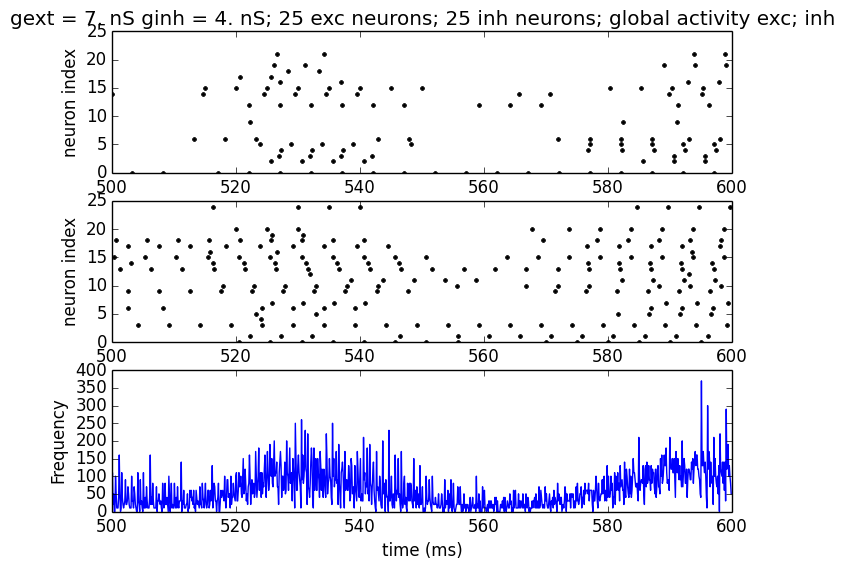 gext = 7. nS ginh = 4. nS; 25 exc neurons; 25 inh neurons; global activity exc; inh
25
20
15
10
5
0
neuron index
500 520 540 560 580 600
25
20
15
10
5
0
neuron index
500 520 540 560 580 600
400
350
300
250
200
150
100
50
0
Frequency
500 520 540 560 580 600
time (ms)